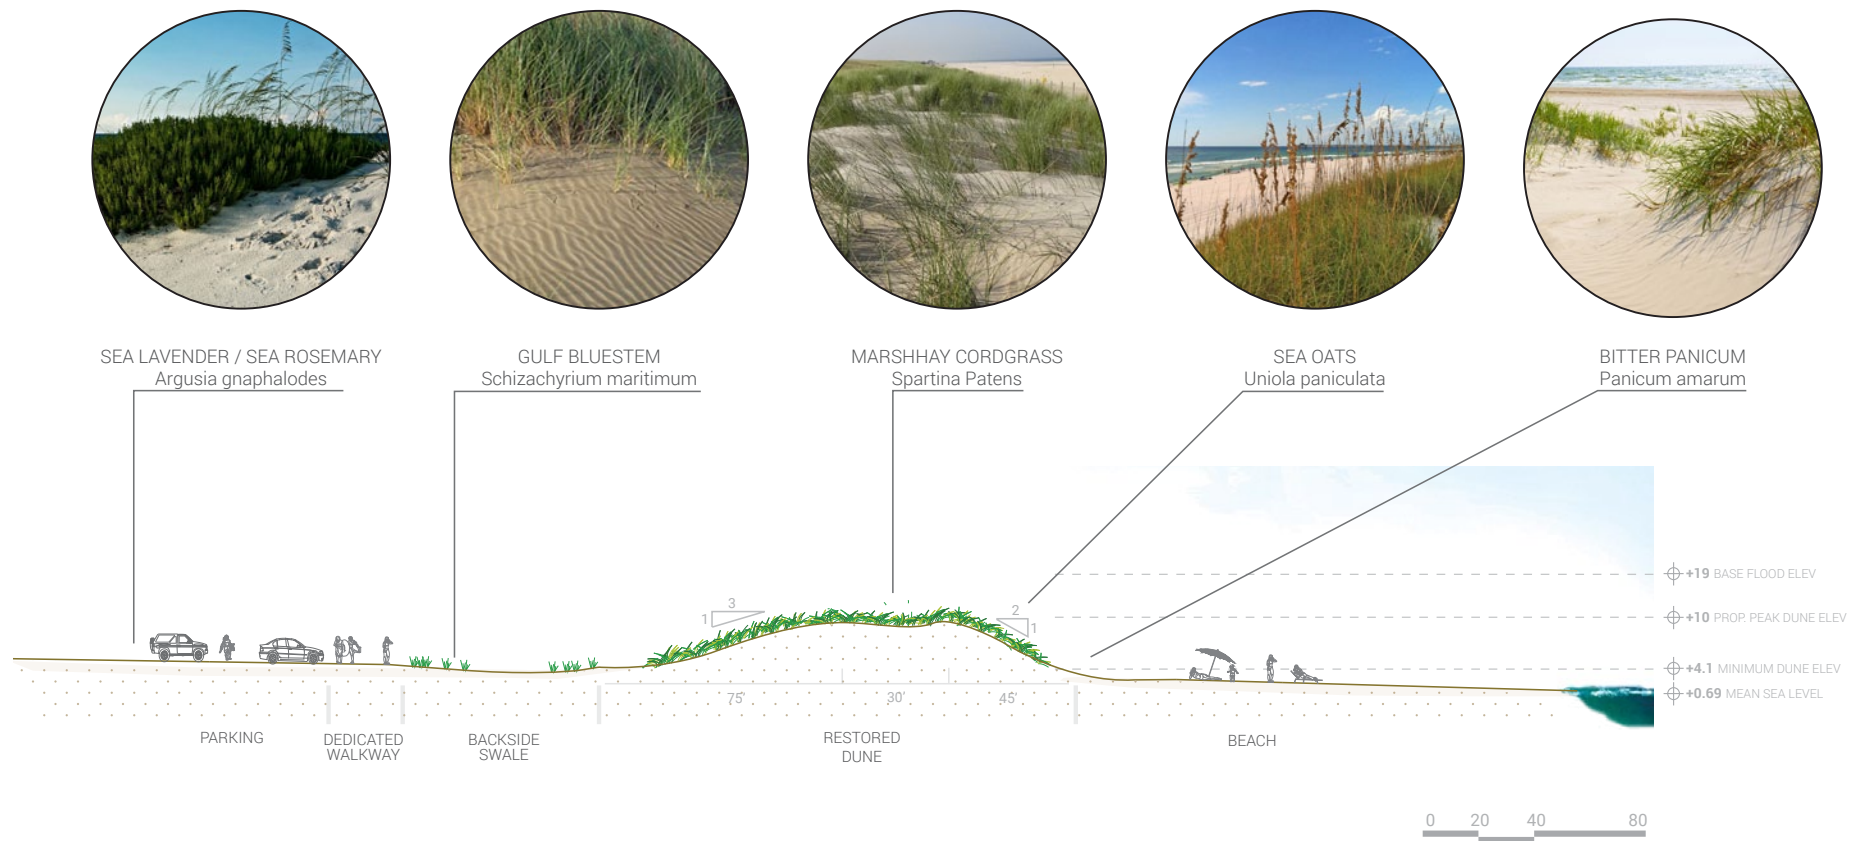 SEA LAVENDER / SEA ROSEMARY
Argusia gnaphalodes
GULF BLUESTEM
Schizachyrium maritimum
MARSHHAY CORDGRASS
Spartina Patens
SEA OATS
Uniola paniculata
BITTER PANICUM
Panicum amarum
+19 BASE FLOOD ELEV
3
1
2
1
+10 PROP. PEAK DUNE ELEV
+4.1 MINIMUM DUNE ELEV
+0.69 MEAN SEA LEVEL
75'
30'
45'
PARKING
DEDICATED
WALKWAY
BACKSIDE
SWALE
RESTORED
DUNE
BEACH
0 20 40 80